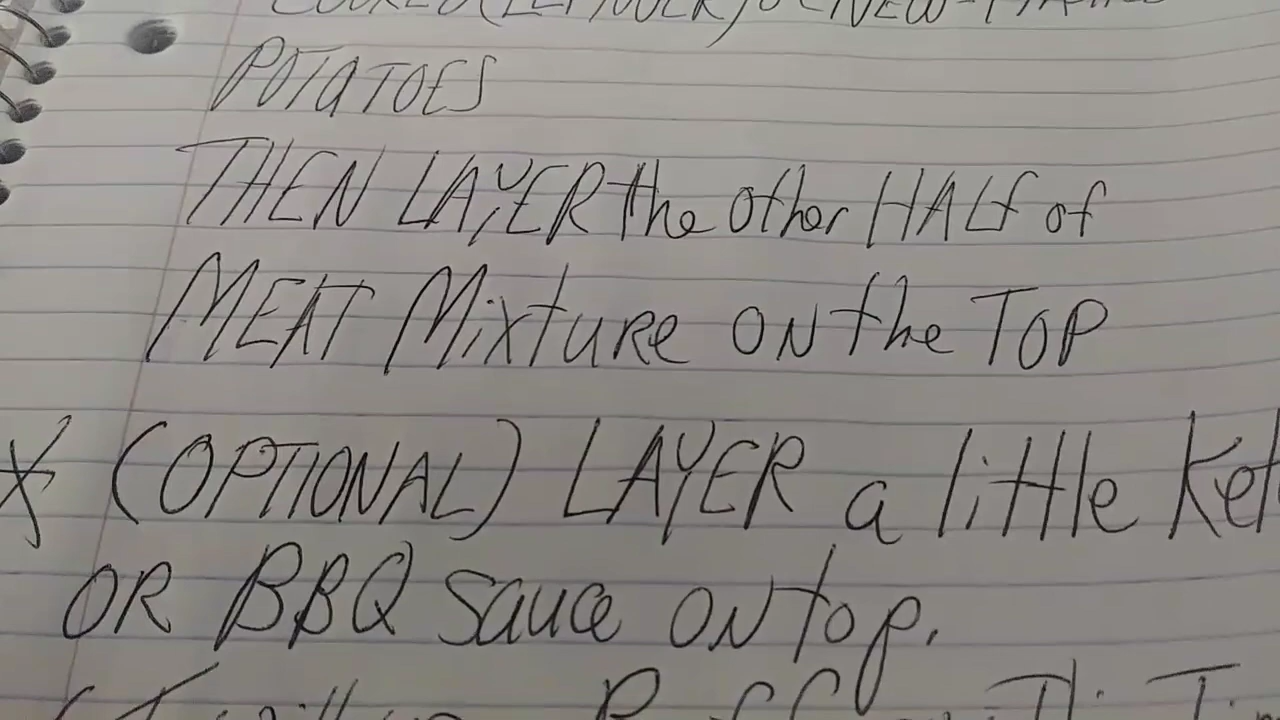 POTATOES
THEN LAYER the other HALf of
MEAT Mixture ON the TOP
* (OPTIONAL) LAYER a little Ket
OR BBQ Sauce ON top.